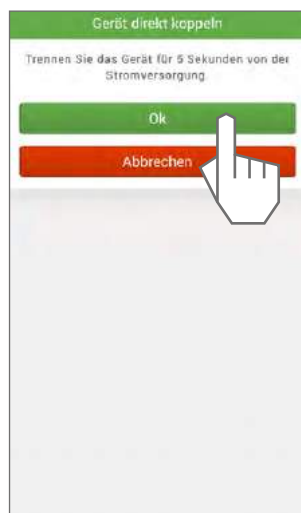 Gerät direkt koppeln
Trennen Sie das Gerät für 5 Sekunden von der
Stromversorgung.
Ok
Abbrechen